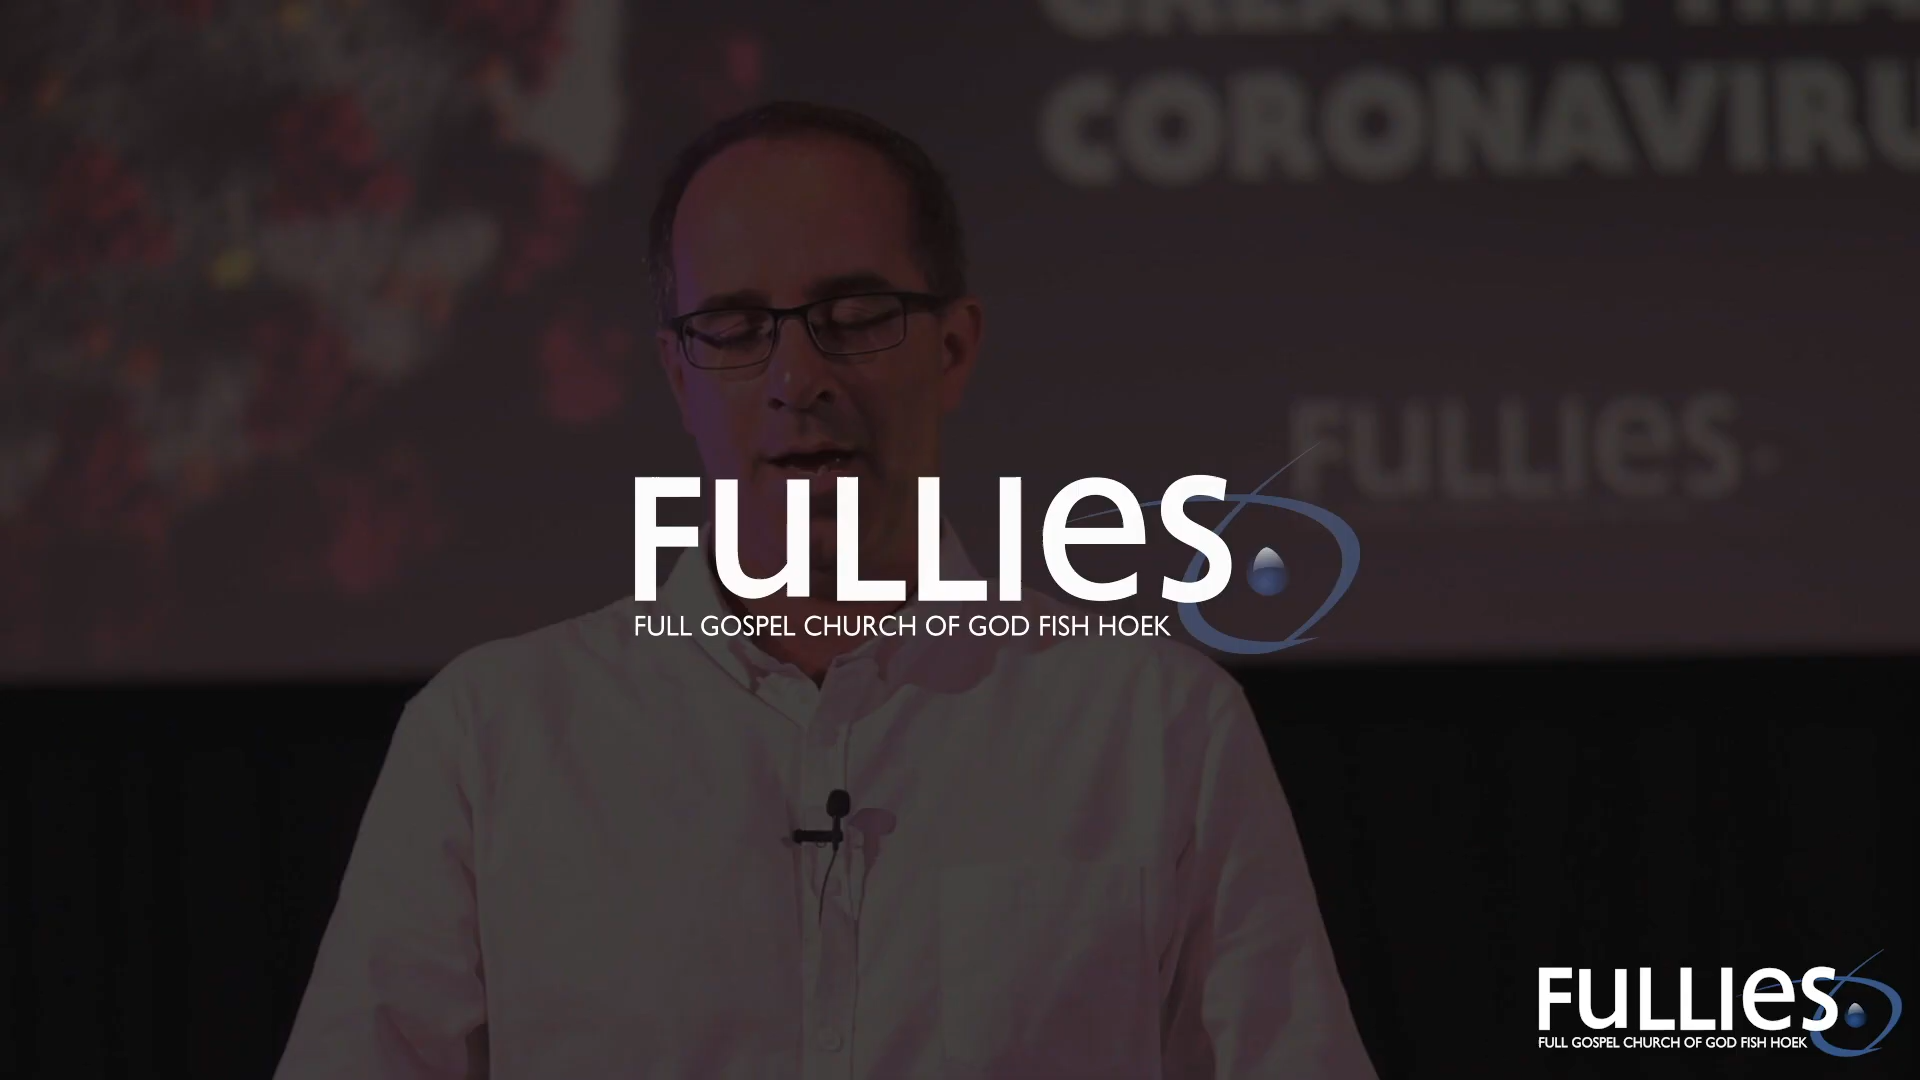 CORONAVIRU
FULLIES
FULLIES
FULL GOSPEL CHURCH OF GOD FISH HOEK
FULLIES
FULL GOSPEL CHURCH OF GOD FISH HOEK